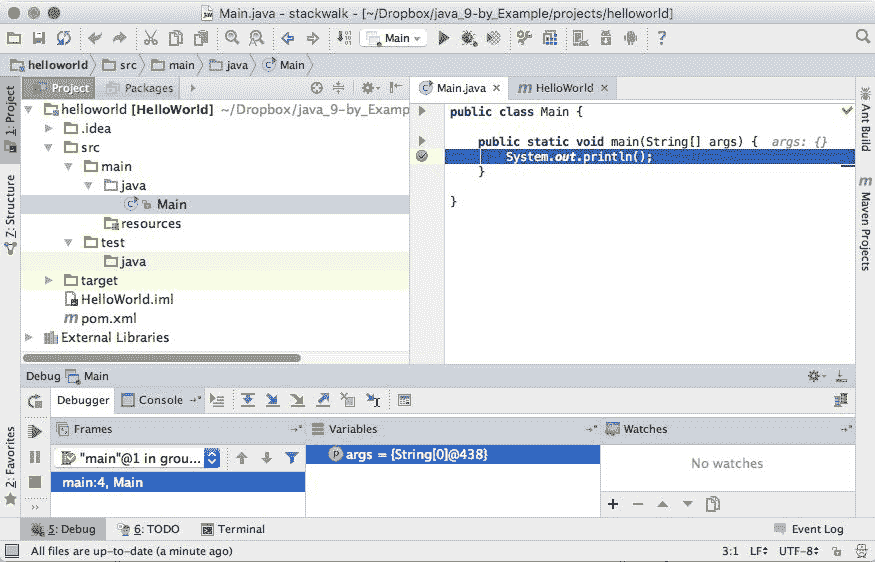 Main.java - stackwalk - [~/Dropbox/java_9-by_Example/projects/helloworld]
Main
helloworld src main java Main
1: Project
Z: Structure
2: Favorites
Project Packages
helloworld [HelloWorld] ~/Dropbox/java_9-by_Examp
.idea
src
main
java
Main
resources
test
java
target
HelloWorld.iml
pom.xml
External Libraries
Main.java HelloWorld
public class Main {
public static void main(String[] args) { args: {}
System.out.println();
}
}
Ant Build
Maven Projects
Debug Main
Debugger Console
Frames
"main"@1 in grou...
main:4, Main
Variables
args = {String[0]@438}
Watches
No watches
5: Debug 6: TODO Terminal Event Log
All files are up-to-date (a minute ago) 3:1 LF UTF-8